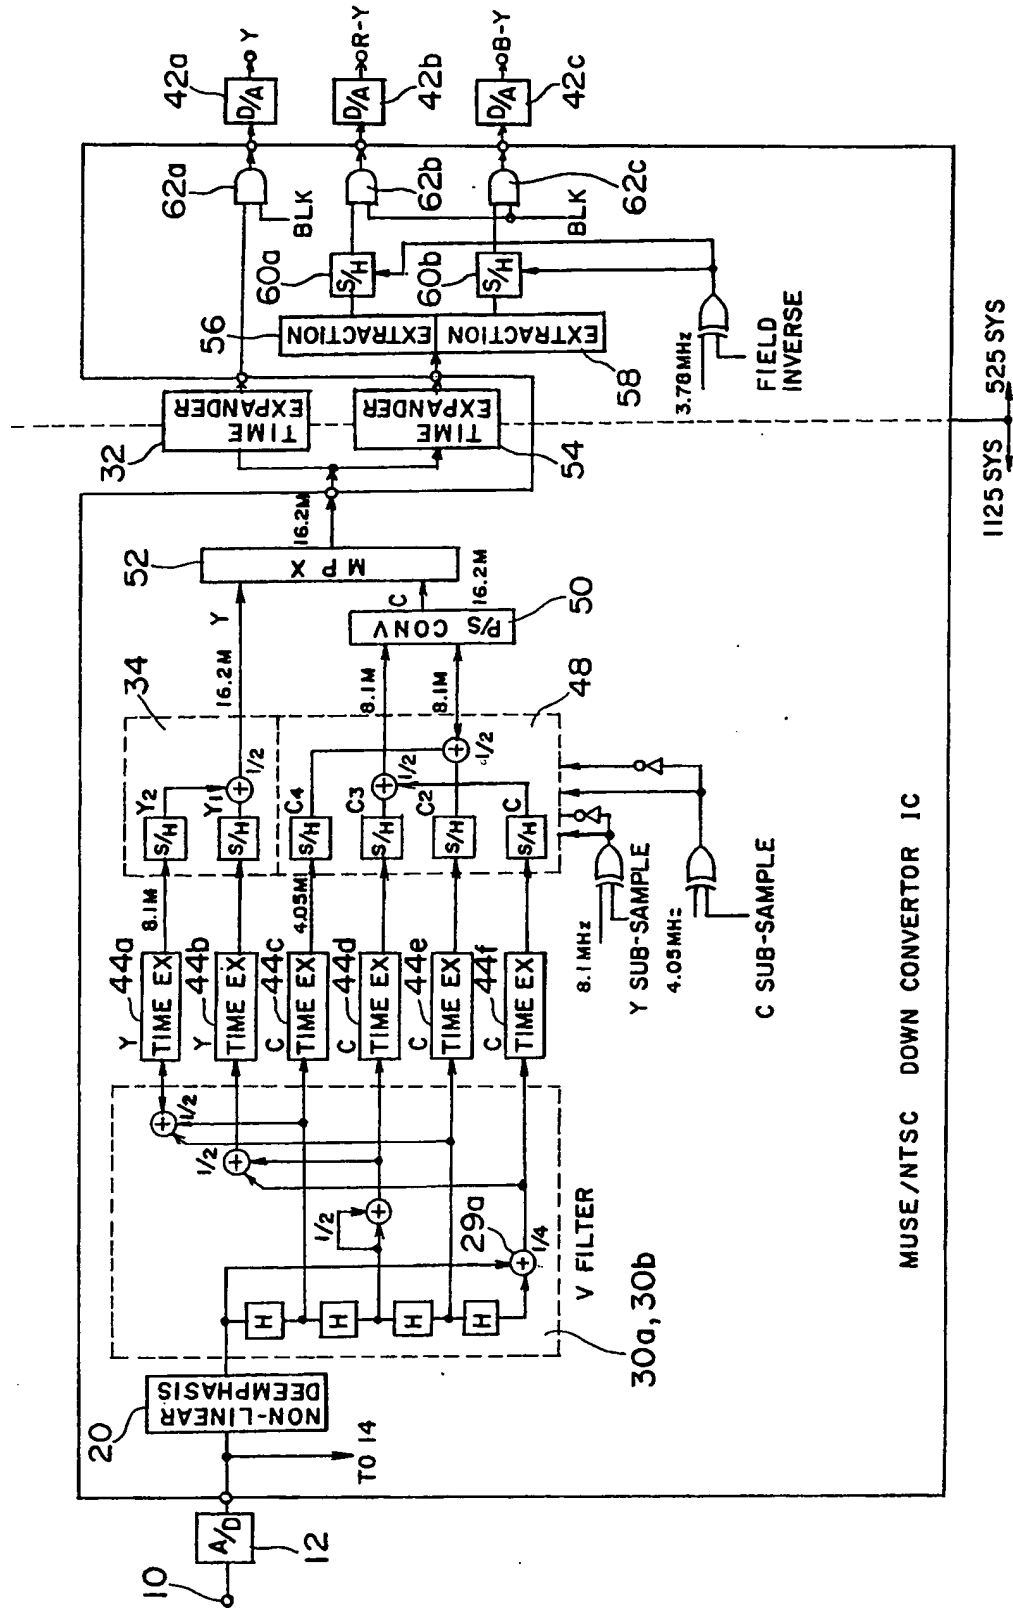 10
A/D
12
TO 14
20
NON-LINEAR
DEEMPHASIS
H
H
H
H
29a
1/4
1/2
1/2
1/2
V FILTER
30a, 30b
Y
44a
TIME EX
Y
44b
TIME EX
C
44c
TIME EX
C
44d
TIME EX
C
44e
TIME EX
C
44f
TIME EX
8.1M
4.05M
S/H
Y2
S/H
Y1
S/H
C4
S/H
C3
S/H
C2
S/H
C
1/2
1/2
1/2
34
48
8.1MHz
Y SUB-SAMPLE
4.05MHz
C SUB-SAMPLE
16.2M
Y
8.1M
8.1M
P/S
CONV
50
C
16.2M
52
MPX
16.2M
32
TIME
EXPANDER
TIME
EXPANDER
54
56
EXTRACTION
EXTRACTION
58
60a
S/H
60b
S/H
3.78MHz
FIELD
INVERSE
62a
BLK
62b
62c
BLK
42a
D/A
Y
42b
D/A
R-Y
42c
D/A
B-Y
1125 SYS
525 SYS
MUSE/NTSC DOWN CONVERTOR IC